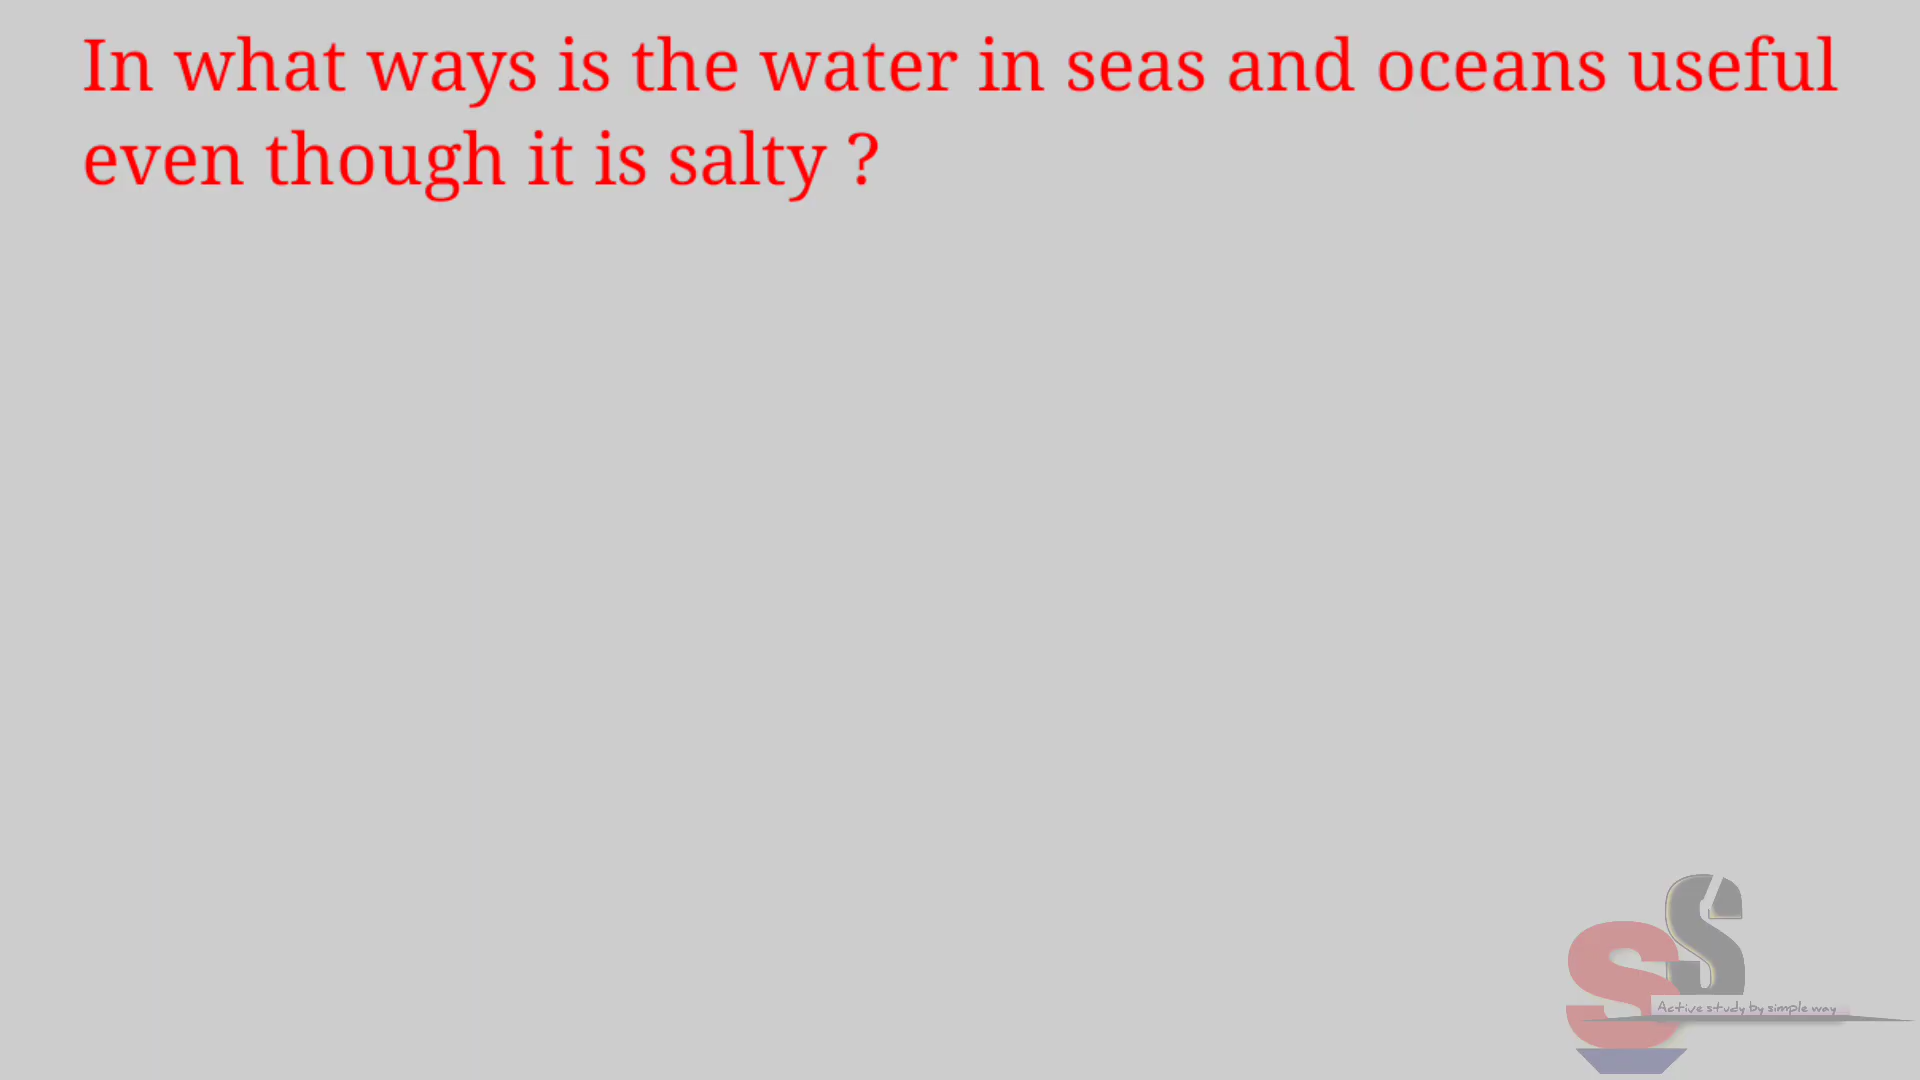 In what ways is the water in seas and oceans useful
even though it is salty ?
SS
Active study by simple way